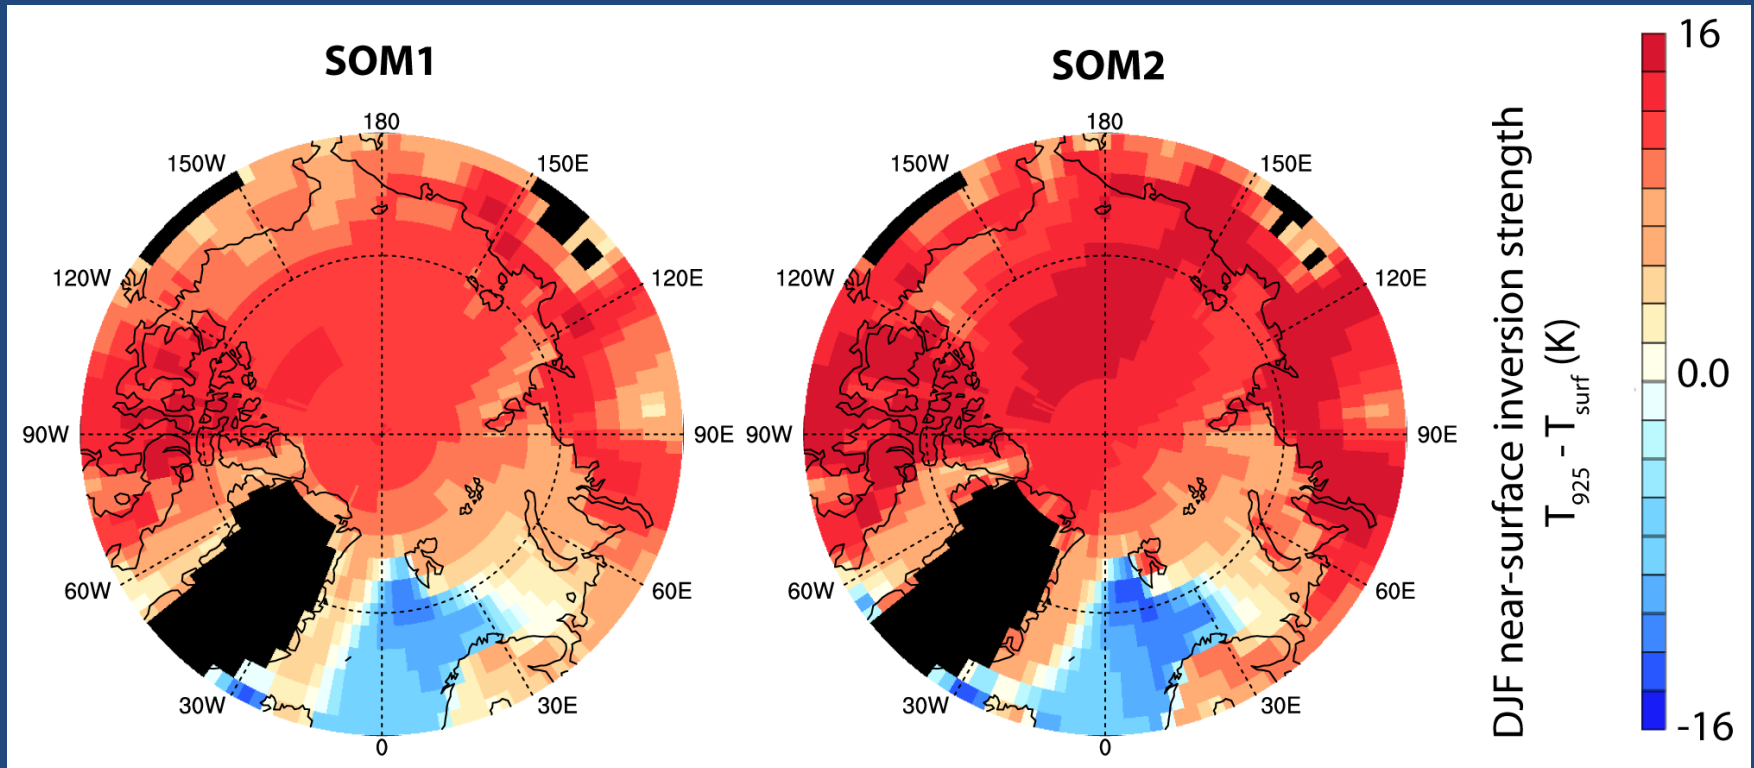 SOM1
SOM2
180
150W
150E
120W
120E
90W
90E
60W
60E
30W
30E
0
180
150W
150E
120W
120E
90W
90E
60W
60E
30W
30E
0
DJF near-surface inversion strength
T925 - Tsurf (K)
16
0.0
-16